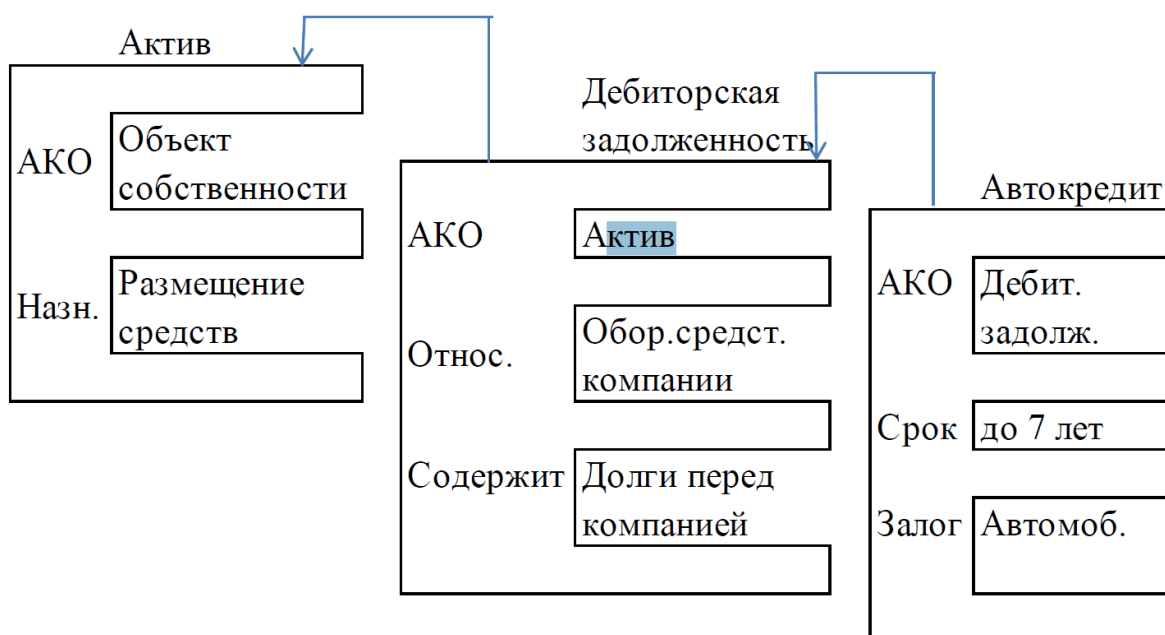 Актив
АКО
Объект
собственности
Назн.
Размещение
средств
Дебиторская
задолженность
АКО
Актив
Относ.
Обор.средст.
компании
Содержит
Долги перед
компанией
Автокредит
АКО
Дебит.
задолж.
Срок
до 7 лет
Залог
Автомоб.